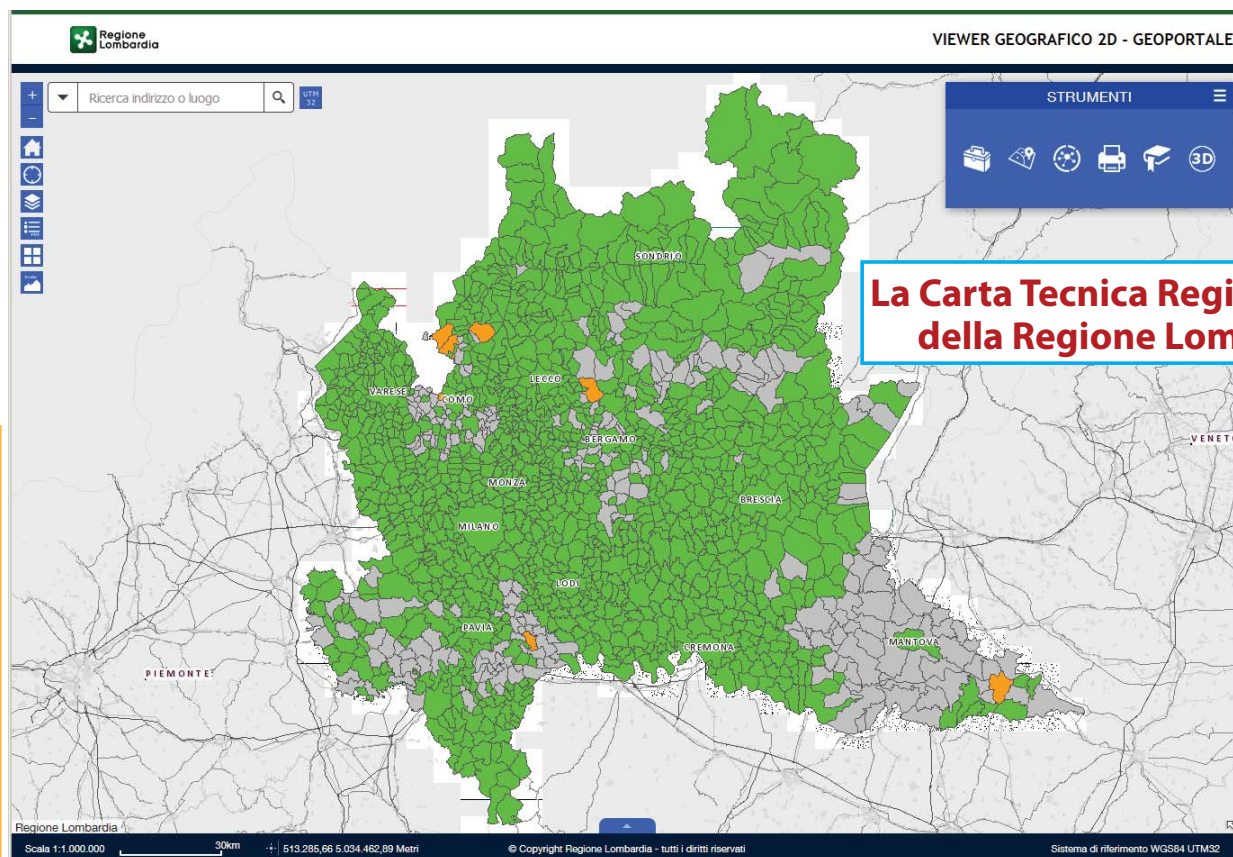 Regione
Lombardia
VIEWER GEOGRAFICO 2D - GEOPORTALE
+
Ricerca indirizzo o luogo
UTM
32
-
STRUMENTI
3D
SONDRIO
La Carta Tecnica Regi
della Regione Lom
LECCO
VARESE
COMO
BERGAMO
VENETO
MONZA
BRESCIA
MILANO
LODI
PAVIA
CREMONA
MANTOVA
PIEMONTE
Regione Lombardia
Scala 1:1.000.000
30km
513.285,66 5.034.462,89 Metri
© Copyright Regione Lombardia - tutti i diritti riservati
Sistema di riferimento WGS84 UTM32